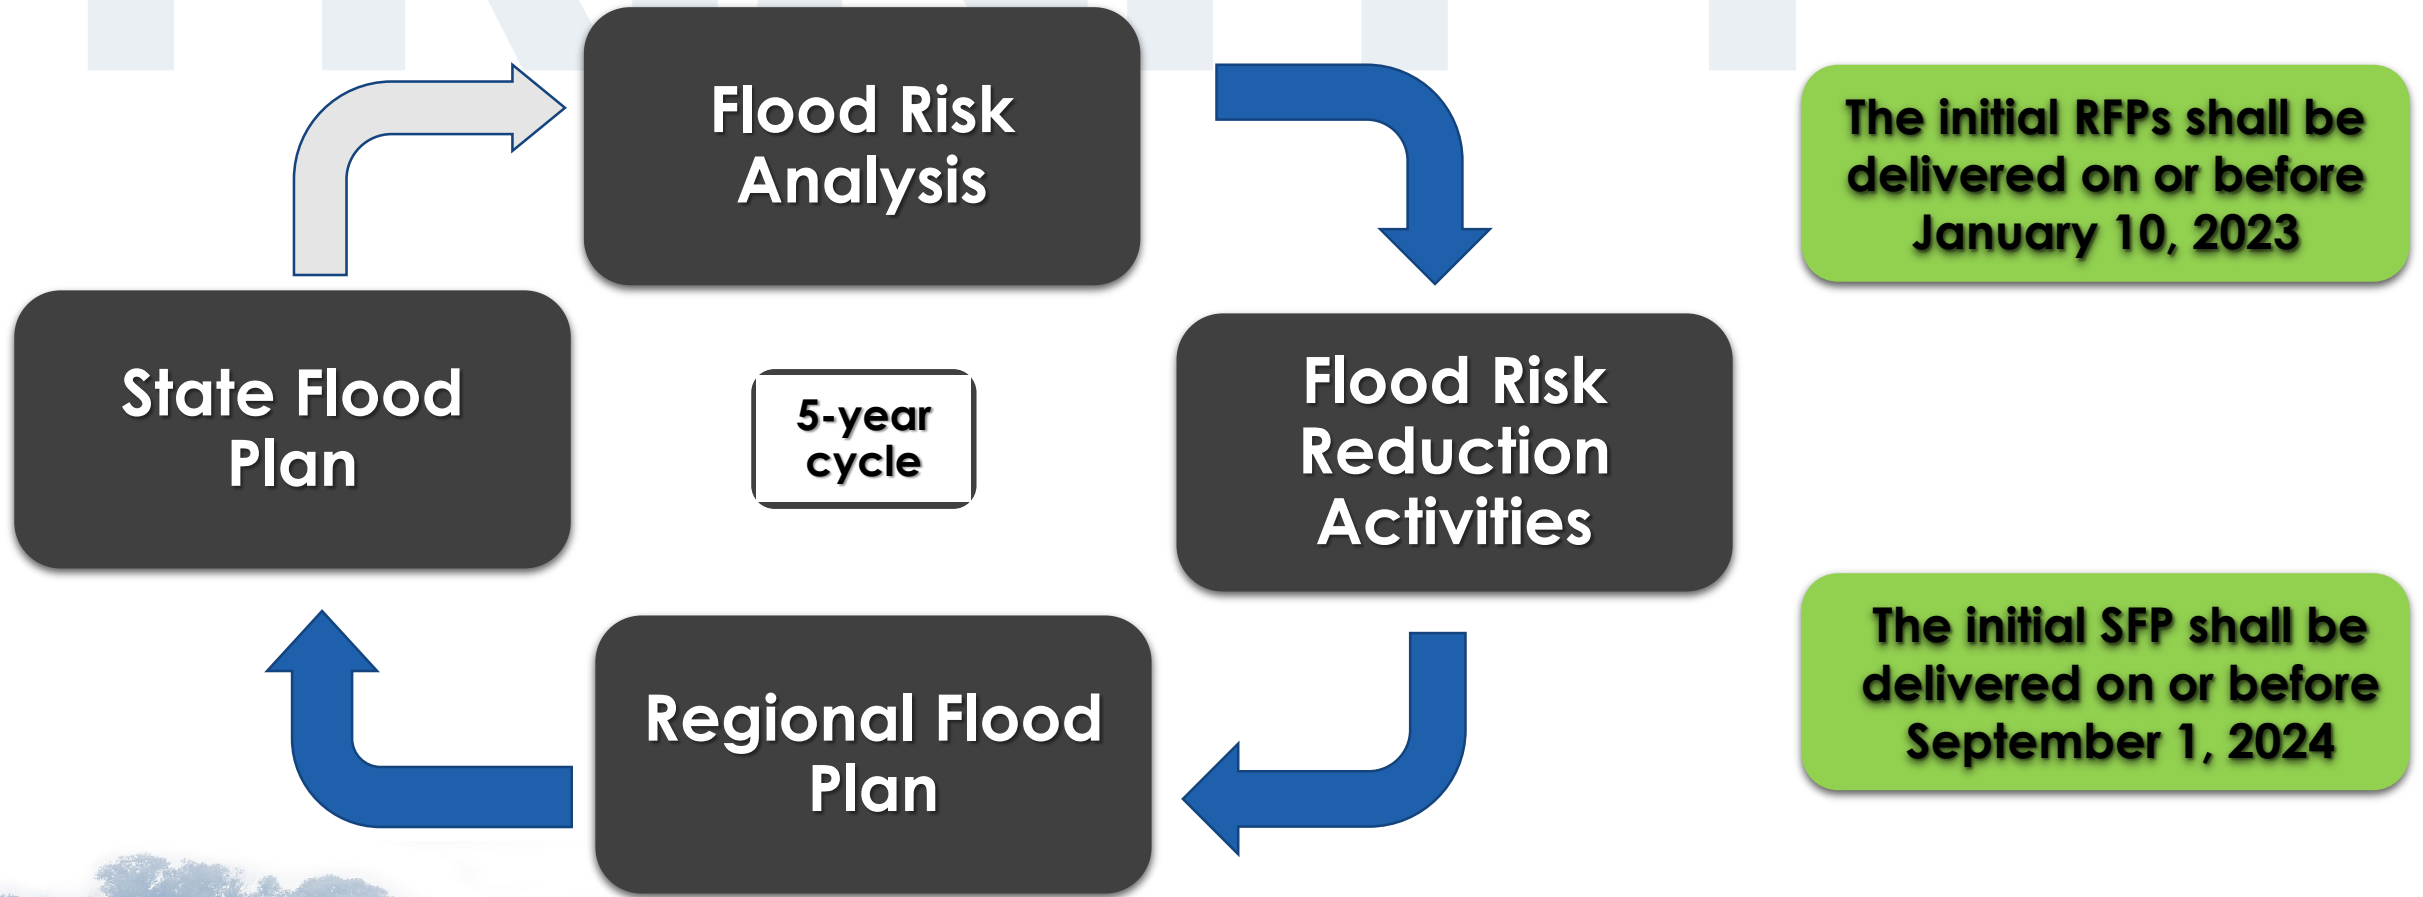 Flood Risk
Analysis
The initial RFPs shall be
delivered on or before
January 10, 2023
State Flood
Plan
5-year
cycle
Flood Risk
Reduction
Activities
Regional Flood
Plan
The initial SFP shall be
delivered on or before
September 1, 2024